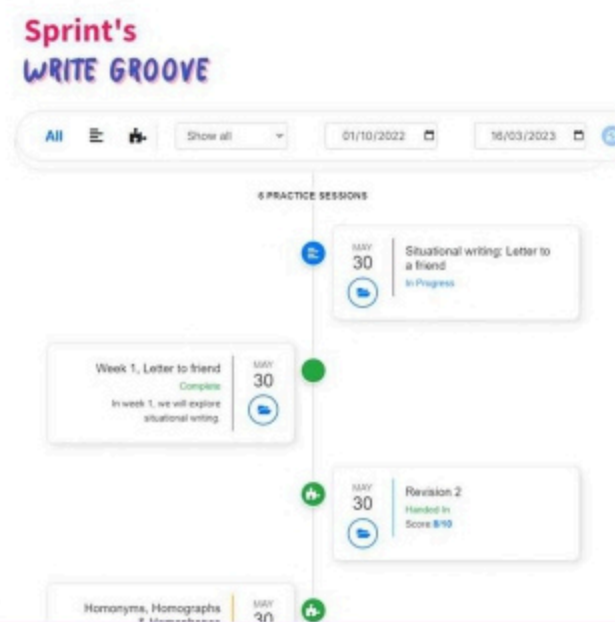 Sprint's
WRITE GROOVE
All
Show all
01/10/2022
16/03/2023
6 PRACTICE SESSIONS
MAY
30
Situational writing: Letter to
a friend
In Progress
Week 1, Letter to friend
Complete
In week 1, we will explore
situational writing.
MAY
30
MAY
30
Revision 2
Handed In
Score 8/10
Homonyms, Homographs
& Homophones
MAY
30